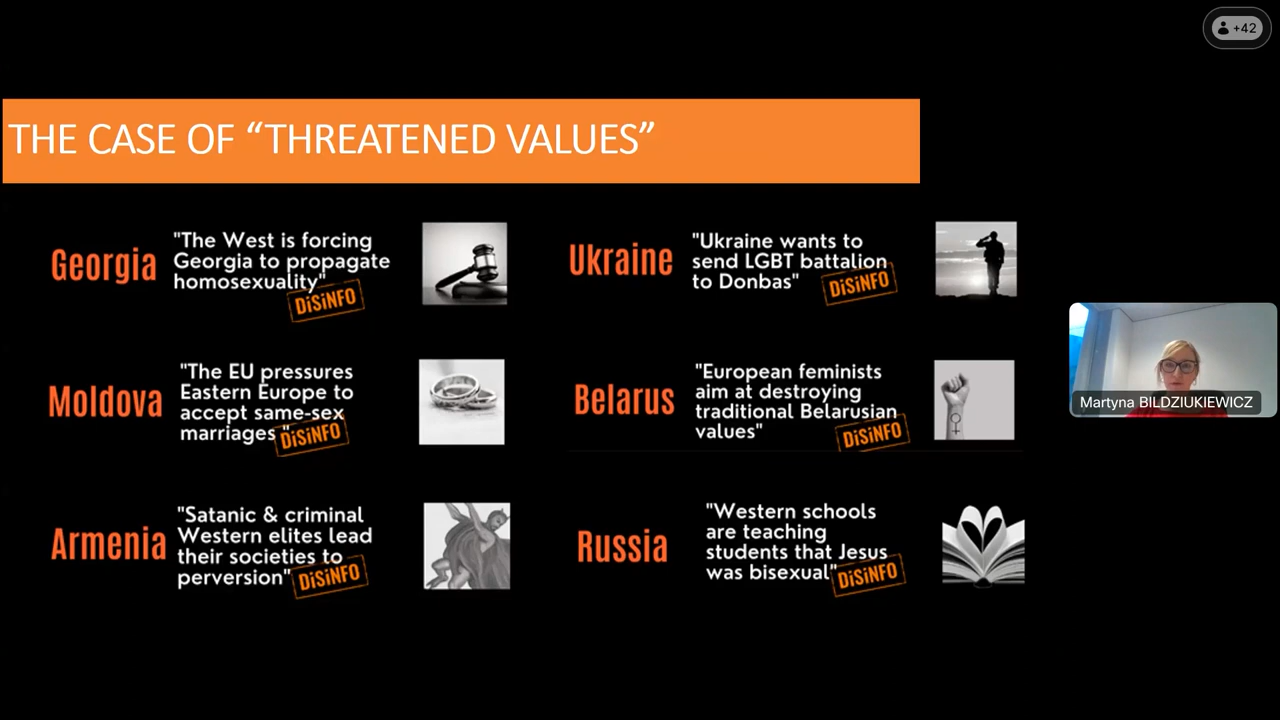 +42
THE CASE OF “THREATENED VALUES”
Georgia
"The West is forcing
Georgia to propagate
homosexuality"
DiSiNFO
Ukraine
"Ukraine wants to
send LGBT battalion
to Donbas"
DiSiNFO
Moldova
"The EU pressures
Eastern Europe to
accept same-sex
marriages "
DiSiNFO
Belarus
"European feminists
aim at destroying
traditional Belarusian
values"
DiSiNFO
Armenia
"Satanic & criminal
Western elites lead
their societies to
perversion"
DiSiNFO
Russia
"Western schools
are teaching
students that Jesus
was bisexual"
DiSiNFO
Martyna BILDZIUKIEWICZ